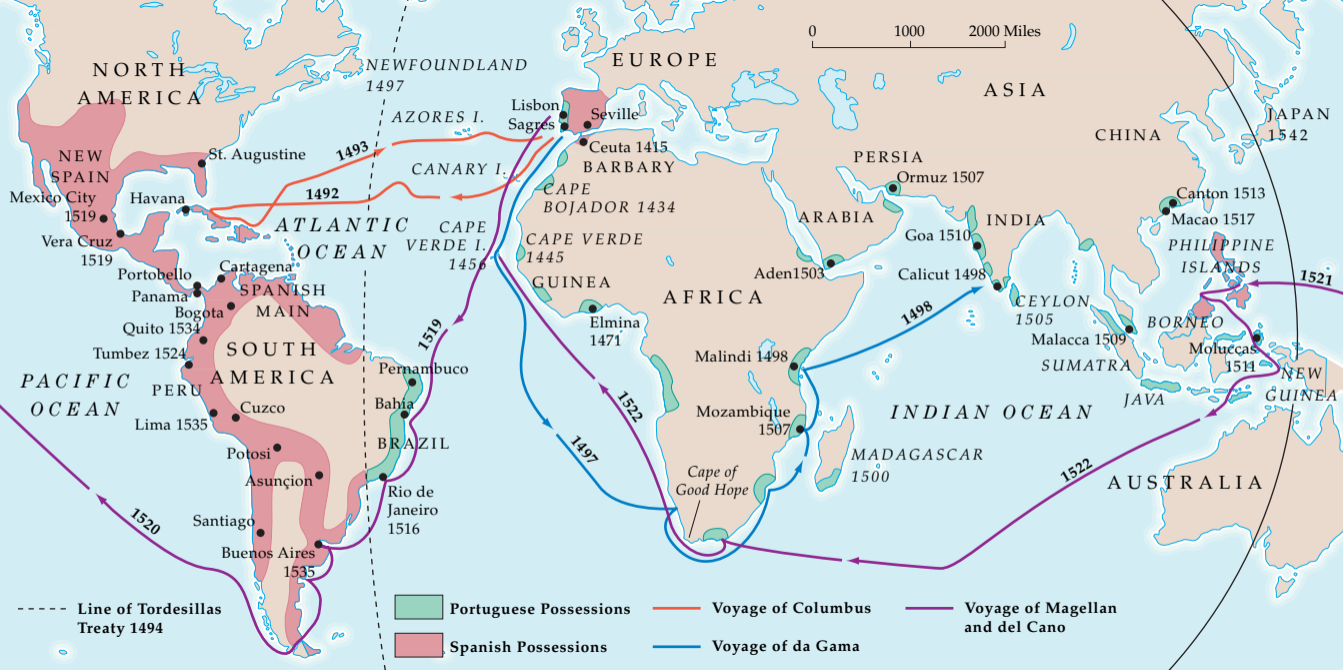 NORTH
AMERICA
NEWFOUNDLAND
1497
AZORES I.
1493
CANARY I.
1492
NEW
SPAIN
St. Augustine
Mexico City
1519
Havana
Vera Cruz
1519
ATLANTIC
OCEAN
CAPE
VERDE I.
1456
Portobello
Panama
Cartagena
Bogota
SPANISH
MAIN
Quito 1534
Tumbez 1524
SOUTH
AMERICA
PERU
PACIFIC
OCEAN
Cuzco
Lima 1535
Potosi
Asunçion
Santiago
Buenos Aires
1535
Pernambuco
Bahia
BRAZIL
Rio de
Janeiro
1516
1519
1520
0
1000
2000 Miles
EUROPE
ASIA
Lisbon
Sagres
Seville
Ceuta 1415
BARBARY
CAPE
BOJADOR 1434
CAPE VERDE
1445
GUINEA
Elmina
1471
AFRICA
PERSIA
Ormuz 1507
ARABIA
Aden1503
INDIA
Goa 1510
Calicut 1498
CEYLON
1505
CHINA
JAPAN
1542
Canton 1513
Macao 1517
PHILIPPINE
ISLANDS
1521
BORNEO
Malacca 1509
SUMATRA
Moluccas
1511
JAVA
NEW
GUINEA
Malindi 1498
1498
Mozambique
1507
INDIAN OCEAN
MADAGASCAR
1500
Cape of
Good Hope
1522
1497
1522
AUSTRALIA
Line of Tordesillas
Treaty 1494
Portuguese Possessions
Spanish Possessions
Voyage of Columbus
Voyage of da Gama
Voyage of Magellan
and del Cano